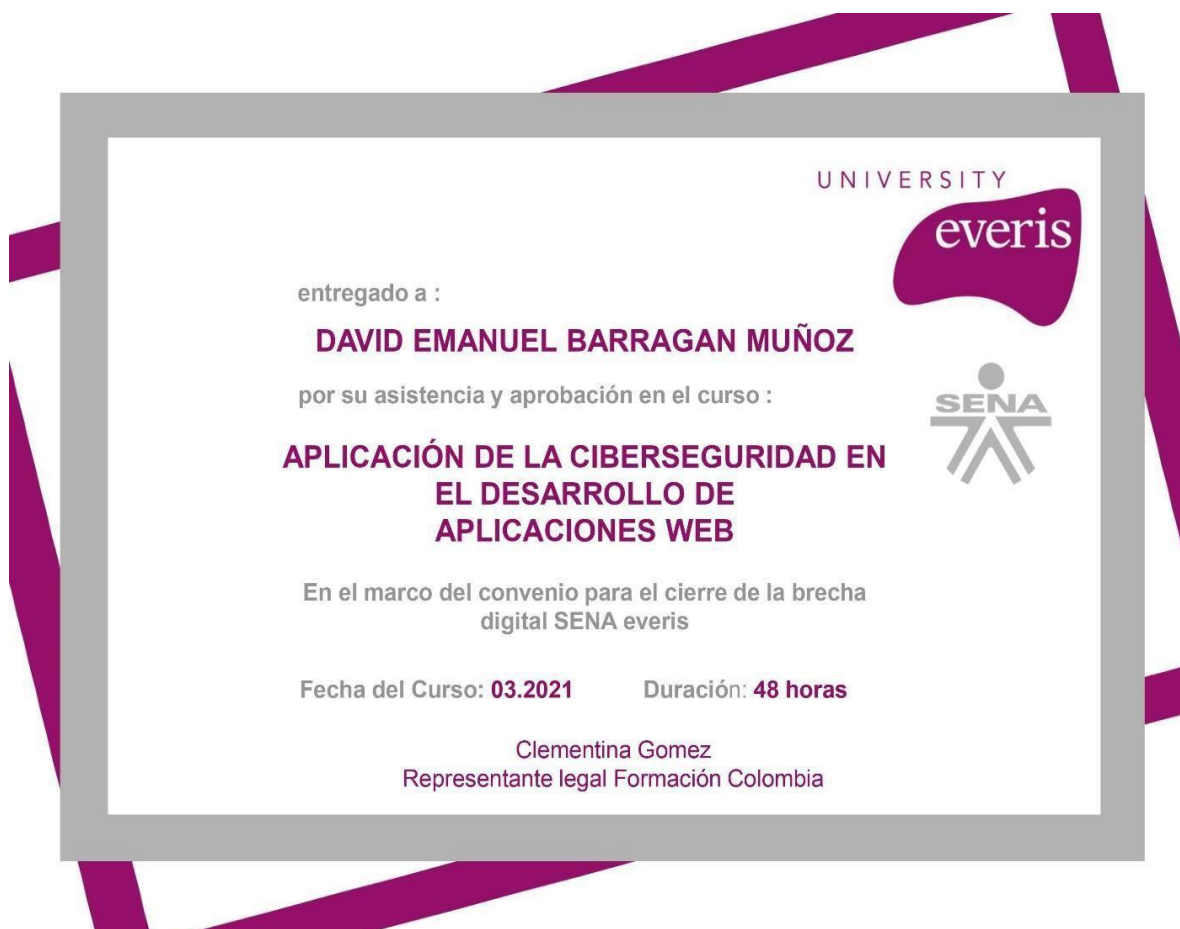 UNIVERSITY
everis
entregado a :
DAVID EMANUEL BARRAGAN MUÑOZ
por su asistencia y aprobación en el curso :
SENA
APLICACIÓN DE LA CIBERSEGURIDAD EN
EL DESARROLLO DE
APLICACIONES WEB
En el marco del convenio para el cierre de la brecha
digital SENA everis
Fecha del Curso: 03.2021 Duración: 48 horas
Clementina Gomez
Representante legal Formación Colombia